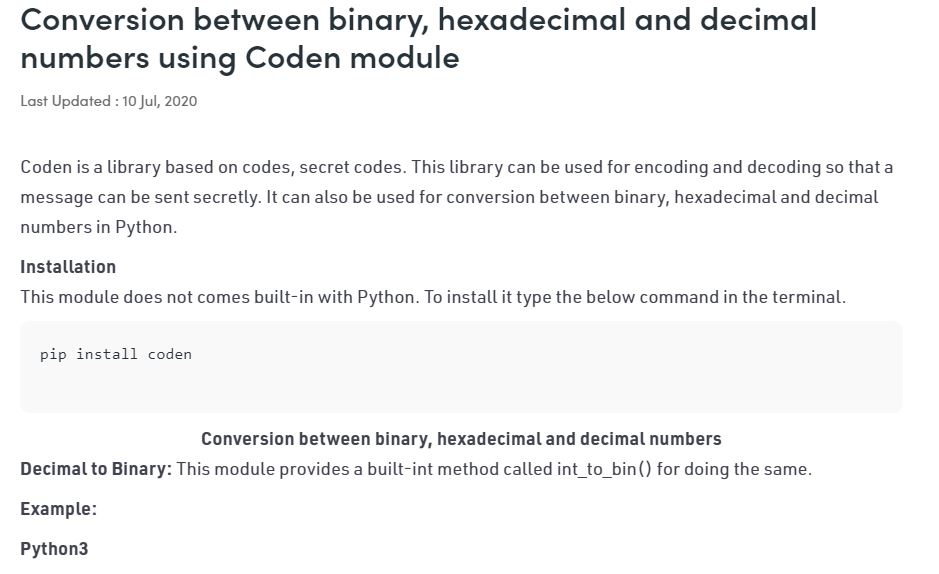 Conversion between binary, hexadecimal and decimal
numbers using Coden module
Last Updated : 10 Jul, 2020
Coden is a library based on codes, secret codes. This library can be used for encoding and decoding so that a
message can be sent secretly. It can also be used for conversion between binary, hexadecimal and decimal
numbers in Python.
Installation
This module does not comes built-in with Python. To install it type the below command in the terminal.
pip install coden
Conversion between binary, hexadecimal and decimal numbers
Decimal to Binary: This module provides a built-int method called int_to_bin() for doing the same.
Example:
Python3